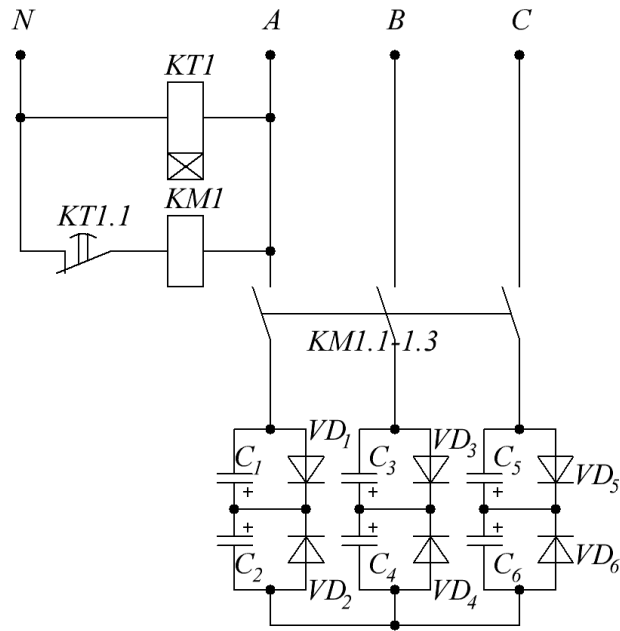 N A B C
KT1
KM1
KT1.1
KM1.1-1.3
C1 VD1 C3 VD3 C5 VD5
+ + +
+ + +
C2 VD2 C4 VD4 C6 VD6